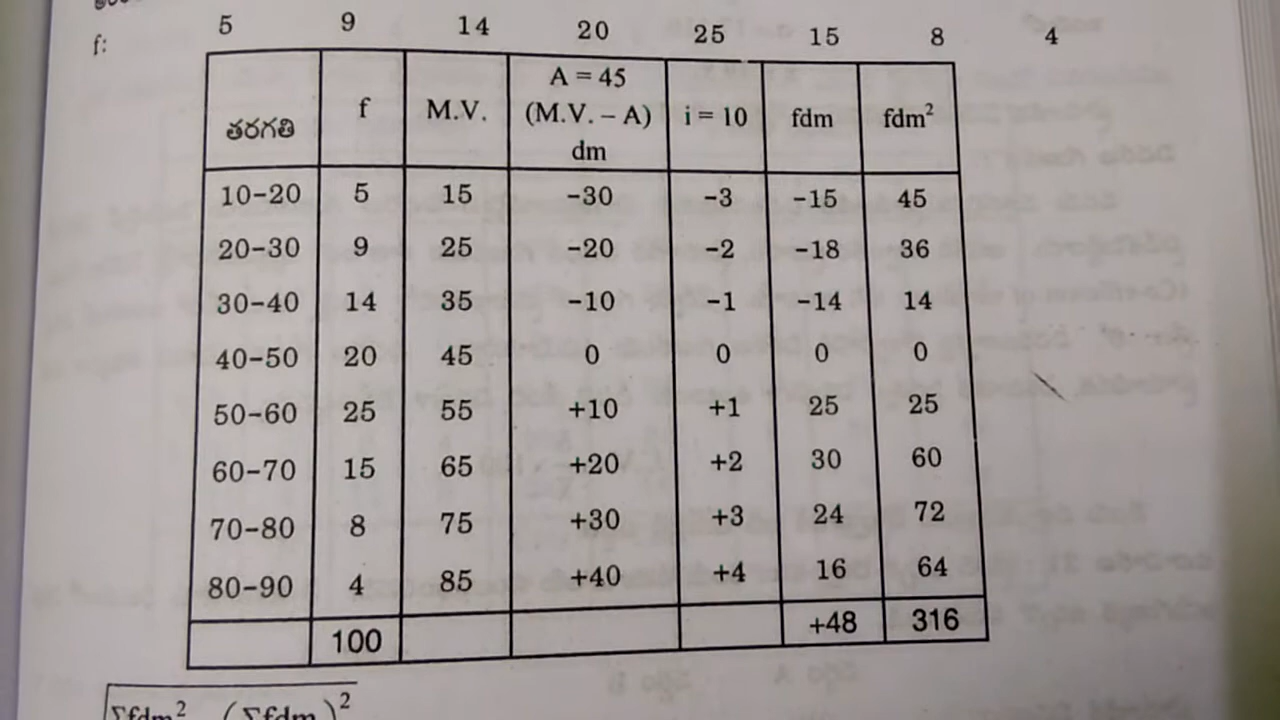 f: 5 9 14 20 25 15 8 4
తరగతి f M.V. A = 45 (M.V. – A) dm i = 10 fdm fdm²
10–20 5 15 –30 –3 –15 45
20–30 9 25 –20 –2 –18 36
30–40 14 35 –10 –1 –14 14
40–50 20 45 0 0 0 0
50–60 25 55 +10 +1 25 25
60–70 15 65 +20 +2 30 60
70–80 8 75 +30 +3 24 72
80–90 4 85 +40 +4 16 64
100 +48 316
Σfdm² (Σfdm)²